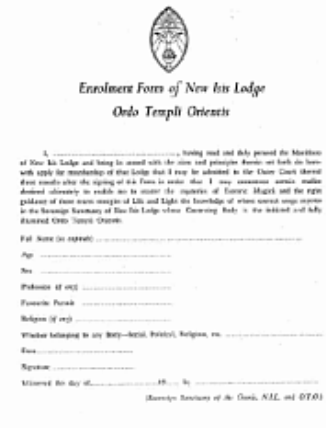 Enrolment Form of New Isis Lodge
Ordo Templi Orientis
I, ......................................, having read and duly perused the Manifesto
of New Isis Lodge and being in accord with the aims and principles therein set forth do here-
with apply for membership of that Lodge that I may be admitted to the Outer Court thereof
three months after the signing of this Form in order that I may commence certain studies
designed ultimately to enable me to master the mysteries of Esoteric Magick and the right
guidance of those inner energies of Life and Light the knowledge of whose secret usage resides
in the Sovereign Sanctuary of New Isis Lodge whose Governing Body is the initiated and fully
chartered Ordo Templi Orientis.
Full Name (in capitals)
Age
Sex
Profession (if any)
Favourite Pursuit
Religion (if any)
Whether belonging to any Body—Social, Political, Religious, etc.
Date
Signature
Witnessed the day of .................... 19 ..... by
(Sovereign Sanctuary of the Gnosis, N.I.L. and O.T.O.)